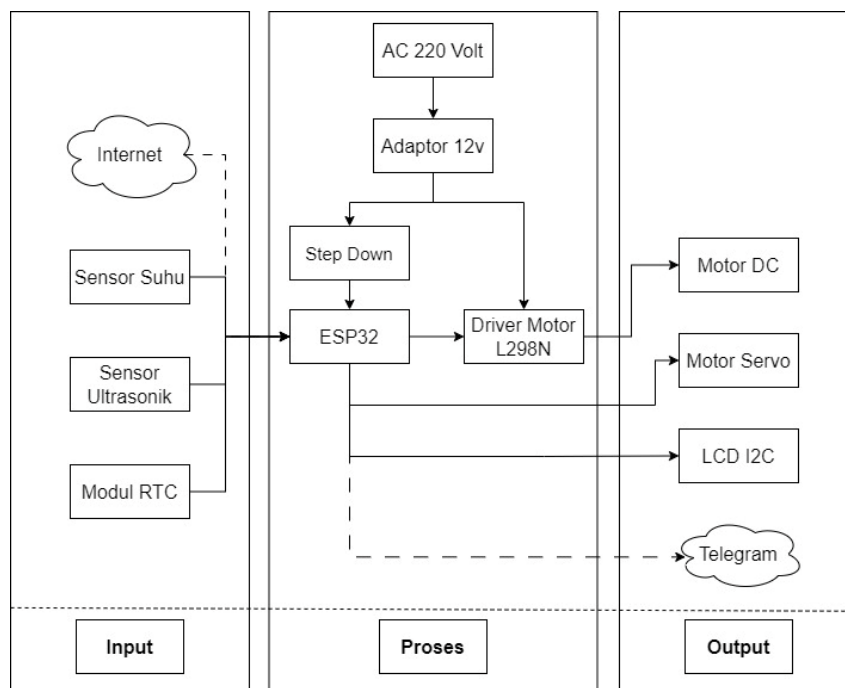 AC 220 Volt
Adaptor 12v
Internet
Step Down
Sensor Suhu
Motor DC
ESP32
Driver Motor
L298N
Motor Servo
Sensor
Ultrasonik
LCD I2C
Modul RTC
Telegram
Input
Proses
Output